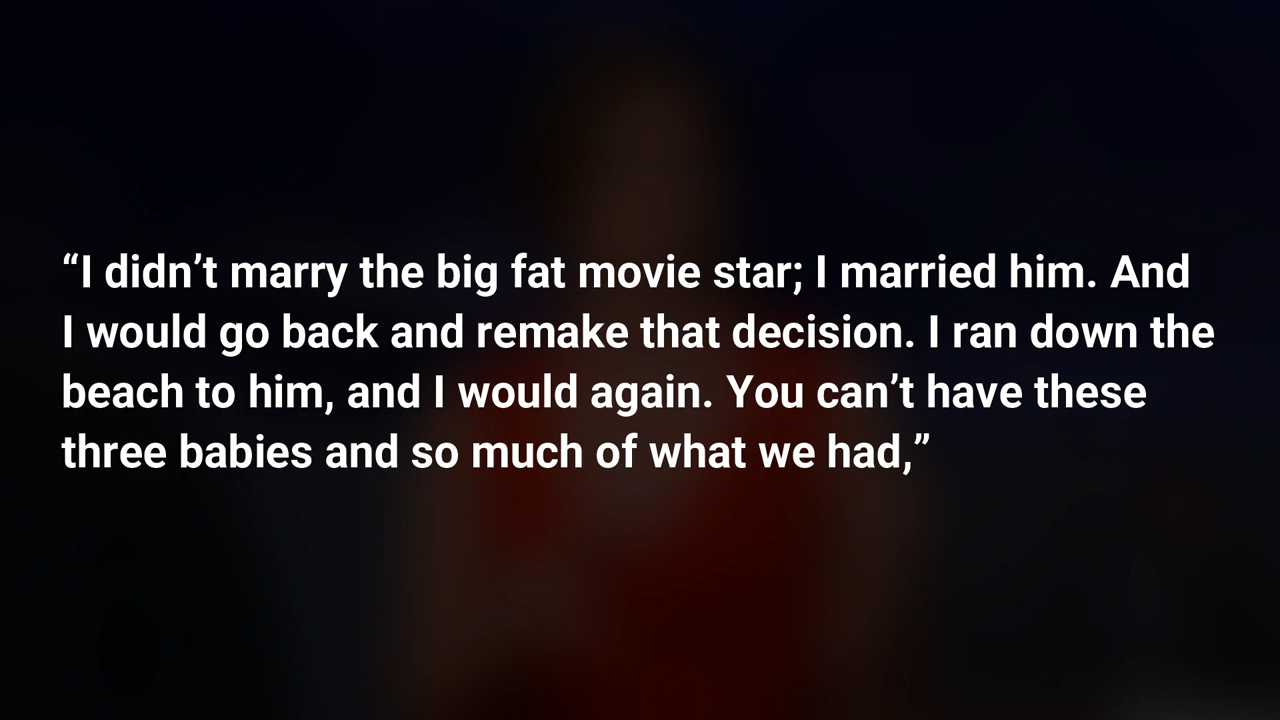 “I didn’t marry the big fat movie star; I married him. And
I would go back and remake that decision. I ran down the
beach to him, and I would again. You can’t have these
three babies and so much of what we had,”